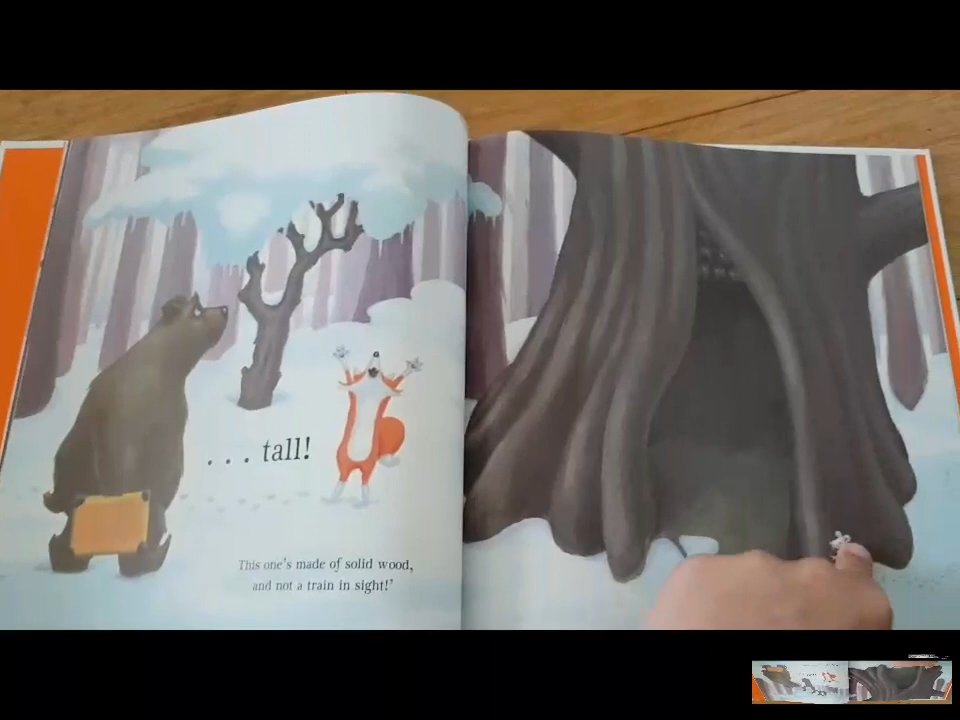 . . . tall!
This one's made of solid wood,
and not a train in sight!'